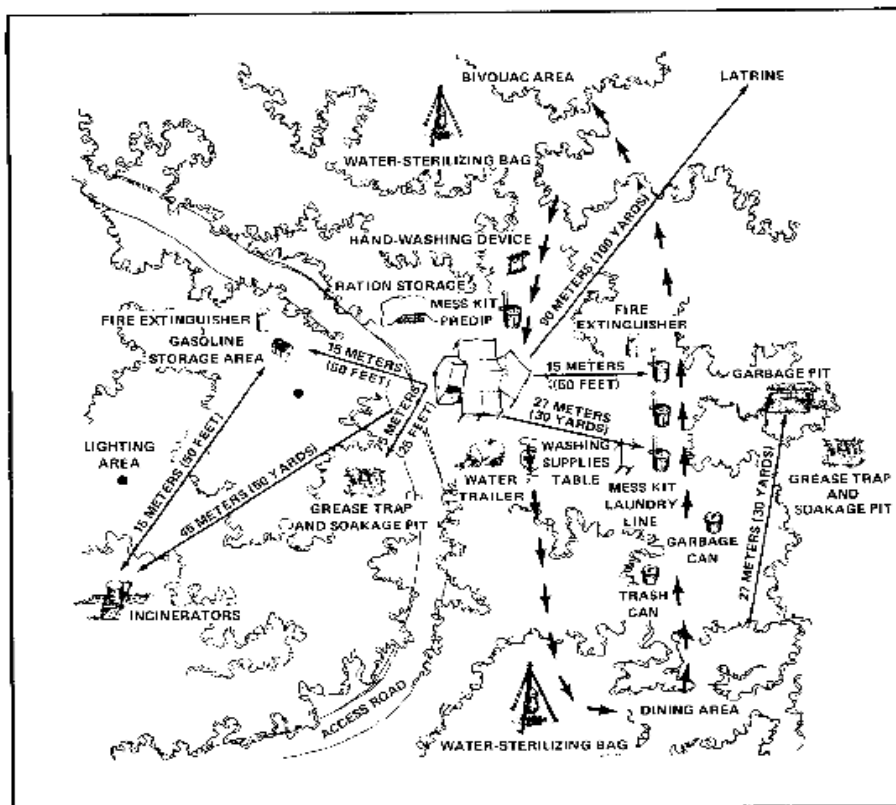 BIVOUAC AREA
LATRINE
WATER-STERILIZING BAG
HAND-WASHING DEVICE
90 METERS (100 YARDS)
RATION STORAGE
MESS KIT
PREDIP
FIRE EXTINGUISHER
GASOLINE
STORAGE AREA
15 METERS
(50 FEET)
FIRE
EXTINGUISHER
15 METERS
(50 FEET)
GARBAGE PIT
27 METERS
(30 YARDS)
METERS
FEET)
LIGHTING
AREA
15 METERS (50 FEET)
45 METERS (50 YARDS)
GREASE TRAP
AND SOAKAGE PIT
WATER
TRAILER
WASHING
SUPPLIES
TABLE
MESS KIT
LAUNDRY
LINE
GREASE TRAP
AND
SOAKAGE PIT
GARBAGE
CAN
27 METERS (30 YARDS)
TRASH
CAN
INCINERATORS
ACCESS ROAD
DINING AREA
WATER-STERILIZING BAG